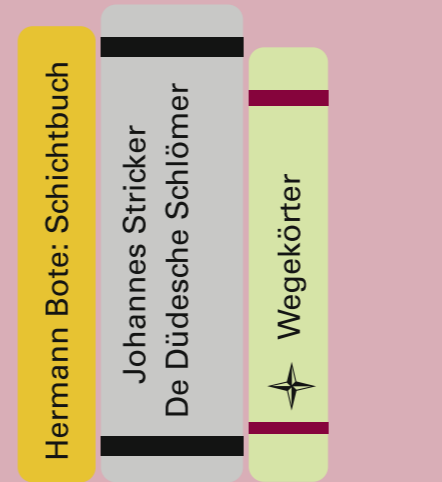 Hermann Bote: Schichtbuch
Johannes Stricker
De Düdesche Schlömer
Wegekörter